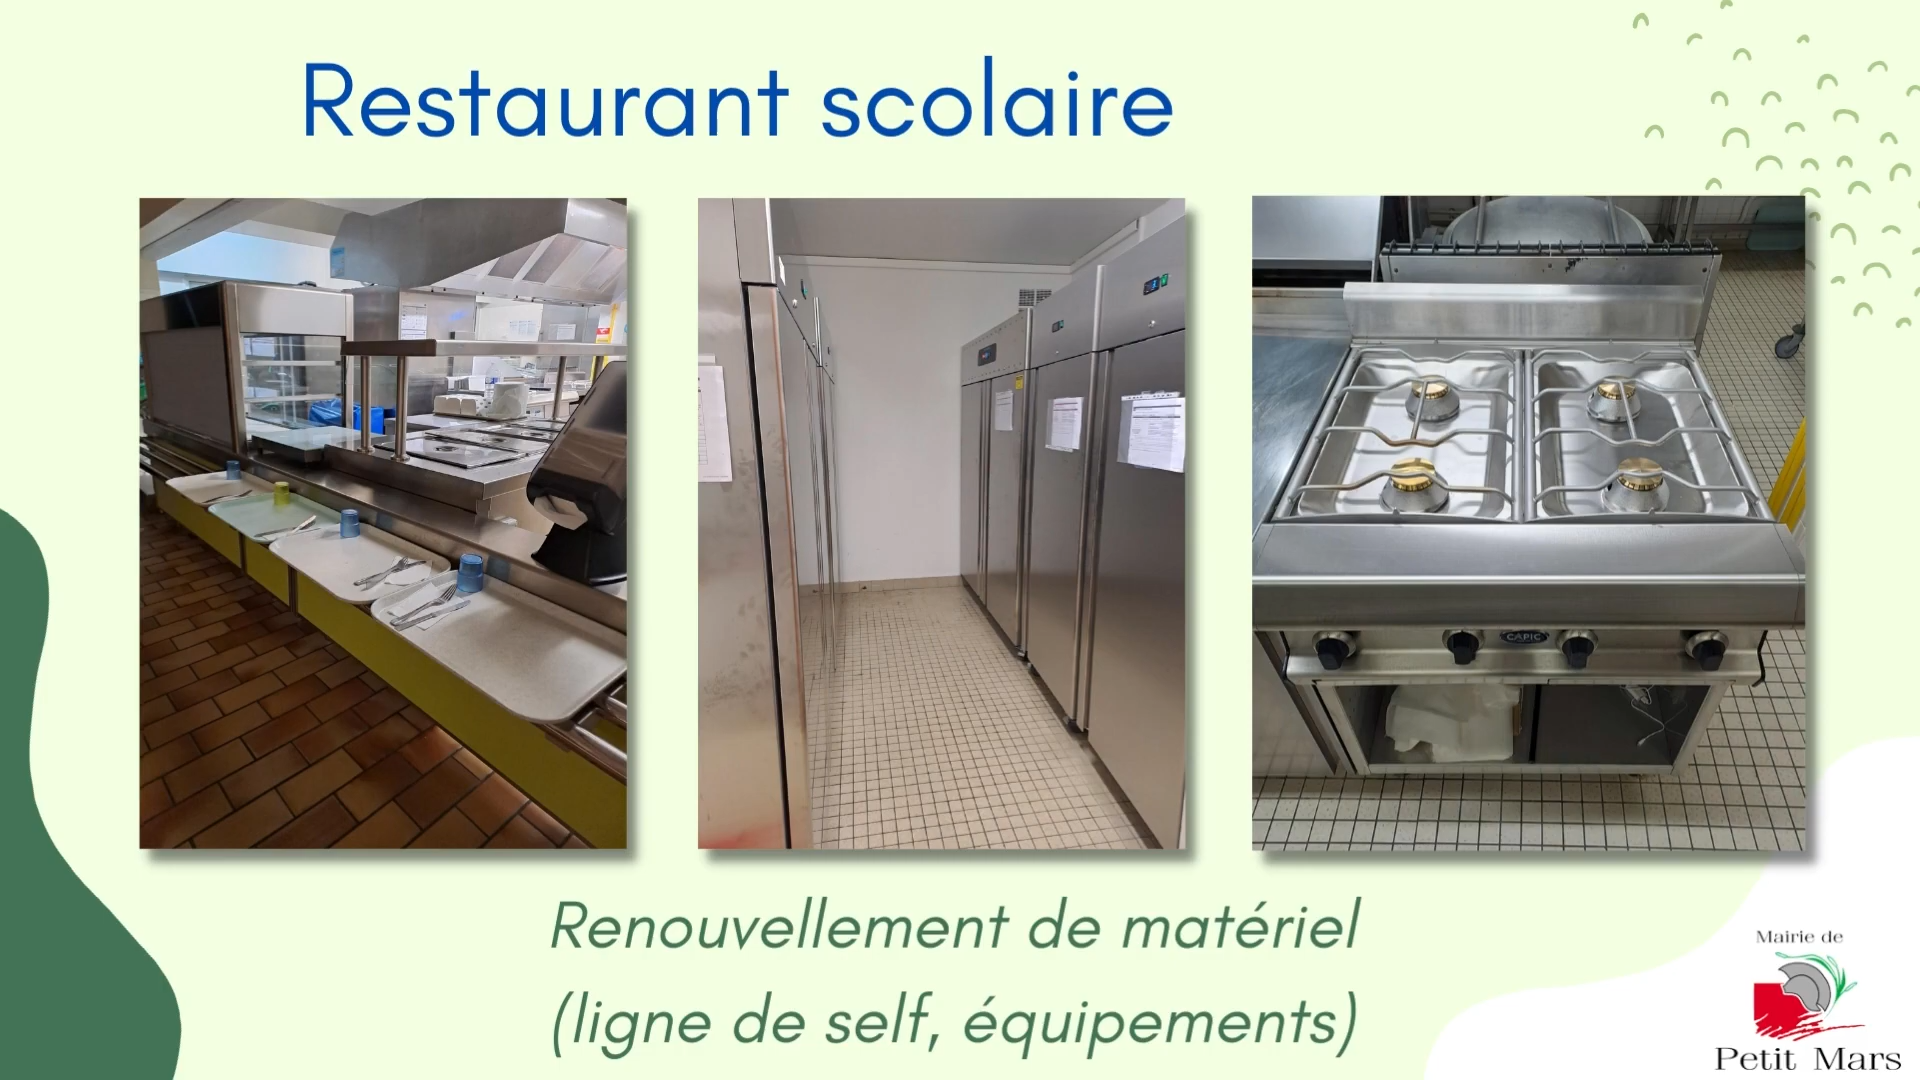 Restaurant scolaire
CAPIC
Renouvellement de matériel
(ligne de self, équipements)
Mairie de
Petit Mars